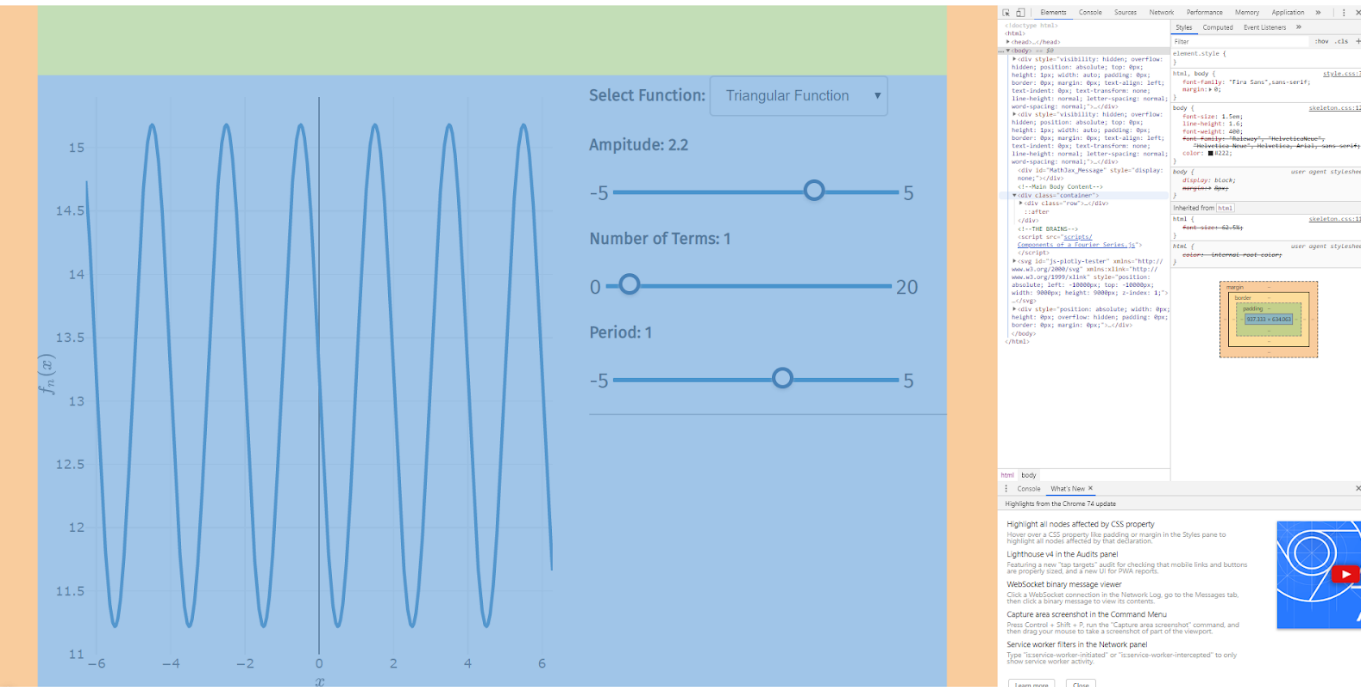 Select Function: Triangular Function
Ampitude: 2.2
-5 5
Number of Terms: 1
0 20
Period: 1
-5 5
15
14.5
14
13.5
13
12.5
12
11.5
11
fn(x)
−6 −4 −2 0 2 4 6
x
Elements Console Sources Network Performance Memory Application »
<!doctype html>
<html>
<head>…</head>
<body> == $0
<div style="visibility: hidden; overflow:
hidden; position: absolute; top: 0px;
height: 1px; width: auto; padding: 0px;
border: 0px; margin: 0px; text-align: left;
text-indent: 0px; text-transform: none;
line-height: normal; letter-spacing: normal;
word-spacing: normal;">…</div>
<div style="visibility: hidden; overflow:
hidden; position: absolute; top: 0px;
height: 1px; width: auto; padding: 0px;
border: 0px; margin: 0px; text-align: left;
text-indent: 0px; text-transform: none;
line-height: normal; letter-spacing: normal;
word-spacing: normal;">…</div>
<div id="MathJax_Message" style="display:
none;"></div>
<!--Main Body Content-->
<div class="container">
<div class="row">…</div>
::after
</div>
<!--THE BRAINS-->
<script src="scripts/
Components of a Fourier Series.js">
</script>
<svg id="js-plotly-tester" xmlns="http://
www.w3.org/2000/svg" xmlns:xlink="http://
www.w3.org/1999/xlink" style="position:
absolute; left: -10000px; top: -10000px;
width: 9000px; height: 9000px; z-index: 1;">
…</svg>
<div style="position: absolute; width: 0px;
height: 0px; overflow: hidden; padding: 0px;
border: 0px; margin: 0px;">…</div>
</body>
</html>
html body
Styles Computed Event Listeners »
Filter :hov .cls +
element.style {
}
html, body { style.css:
font-family: "Fira Sans",sans-serif;
margin: 0;
}
body { skeleton.css:12
font-size: 1.5em;
line-height: 1.6;
font-weight: 400;
font-family: "Raleway", "HelveticaNeue",
"Helvetica Neue", Helvetica, Arial, sans-serif;
color: #222;
}
body { user agent styleshee
display: block;
margin: 8px;
}
Inherited from html
html { skeleton.css:11
font-size: 62.5%;
}
html { user agent styleshee
color: -internal-root-color;
}
margin -
border -
padding -
Console What's New ×
Highlights from the Chrome 74 update
Highlight all nodes affected by CSS property
Hover over a CSS property like padding or margin in the Styles pane to
highlight all nodes affected by that declaration.
Lighthouse v4 in the Audits panel
Featuring a new "tap targets" audit for checking that mobile links and buttons
are properly sized, and a new UI for PWA reports.
WebSocket binary message viewer
Click a WebSocket connection in the Network Log, go to the Messages tab,
then click a binary message to view its contents.
Capture area screenshot in the Command Menu
Press Control + Shift + P, run the "Capture area screenshot" command, and
then drag your mouse to take a screenshot of part of the viewport.
Service worker filters in the Network panel
Type "is:service-worker-initiated" or "is:service-worker-intercepted" to only
show service worker activity.
Learn more Close